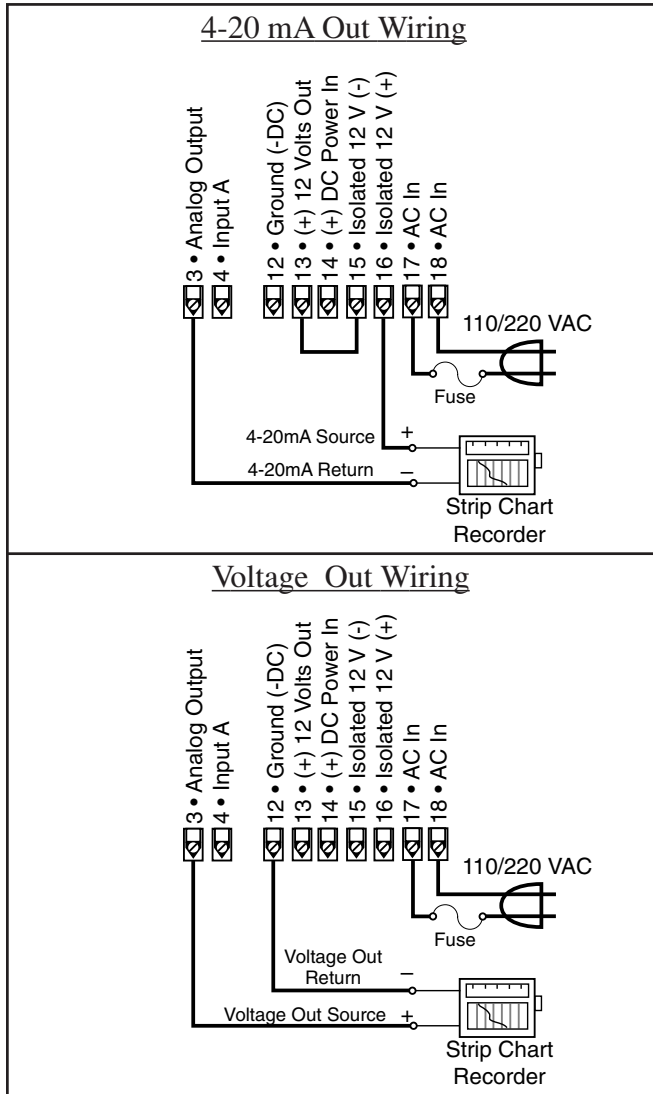 4-20 mA Out Wiring
3 • Analog Output
4 • Input A
12 • Ground (-DC)
13 • (+) 12 Volts Out
14 • (+) DC Power In
15 • Isolated 12 V (-)
16 • Isolated 12 V (+)
17 • AC In
18 • AC In
110/220 VAC
Fuse
4-20mA Source +
4-20mA Return –
Strip Chart
Recorder
Voltage Out Wiring
3 • Analog Output
4 • Input A
12 • Ground (-DC)
13 • (+) 12 Volts Out
14 • (+) DC Power In
15 • Isolated 12 V (-)
16 • Isolated 12 V (+)
17 • AC In
18 • AC In
110/220 VAC
Fuse
Voltage Out
Return –
Voltage Out Source +
Strip Chart
Recorder